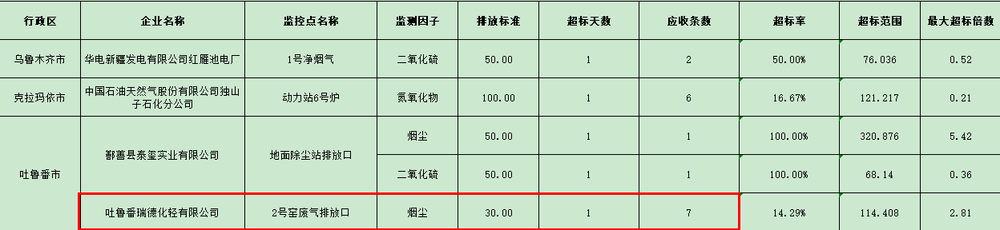 行政区 企业名称 监控点名称 监测因子 排放标准 超标天数 应收条数 超标率 超标范围 最大超标倍数
乌鲁木齐市 华电新疆发电有限公司红雁池电厂 1号净烟气 二氧化硫 50.00 1 2 50.00% 76.036 0.52
克拉玛依市 中国石油天然气股份有限公司独山
子石化分公司 动力站6号炉 氮氧化物 100.00 1 6 16.67% 121.217 0.21
吐鲁番市 鄯善县泰玺实业有限公司 地面除尘站排放口 烟尘 50.00 1 1 100.00% 320.876 5.42
二氧化硫 50.00 1 1 100.00% 68.14 0.36
吐鲁番瑞德化轻有限公司 2号窑废气排放口 烟尘 30.00 1 7 14.29% 114.408 2.81